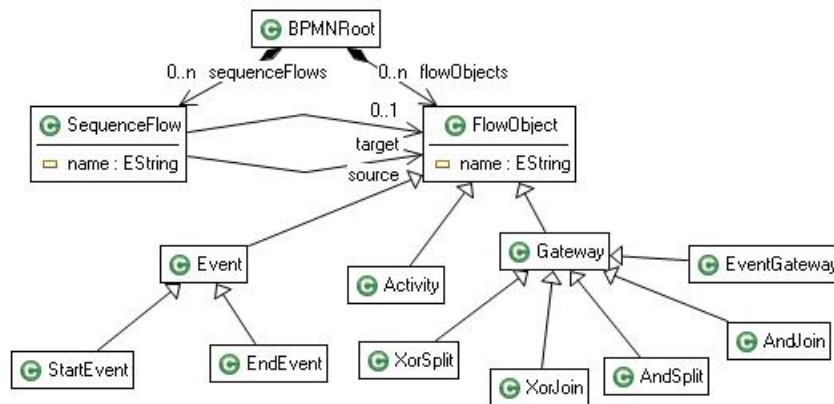 BPMNRoot
0..n sequenceFlows
0..n flowObjects
SequenceFlow
name : EString
0..1
target
source
FlowObject
name : EString
Event
Activity
Gateway
EventGateway
StartEvent
EndEvent
XorSplit
XorJoin
AndSplit
AndJoin